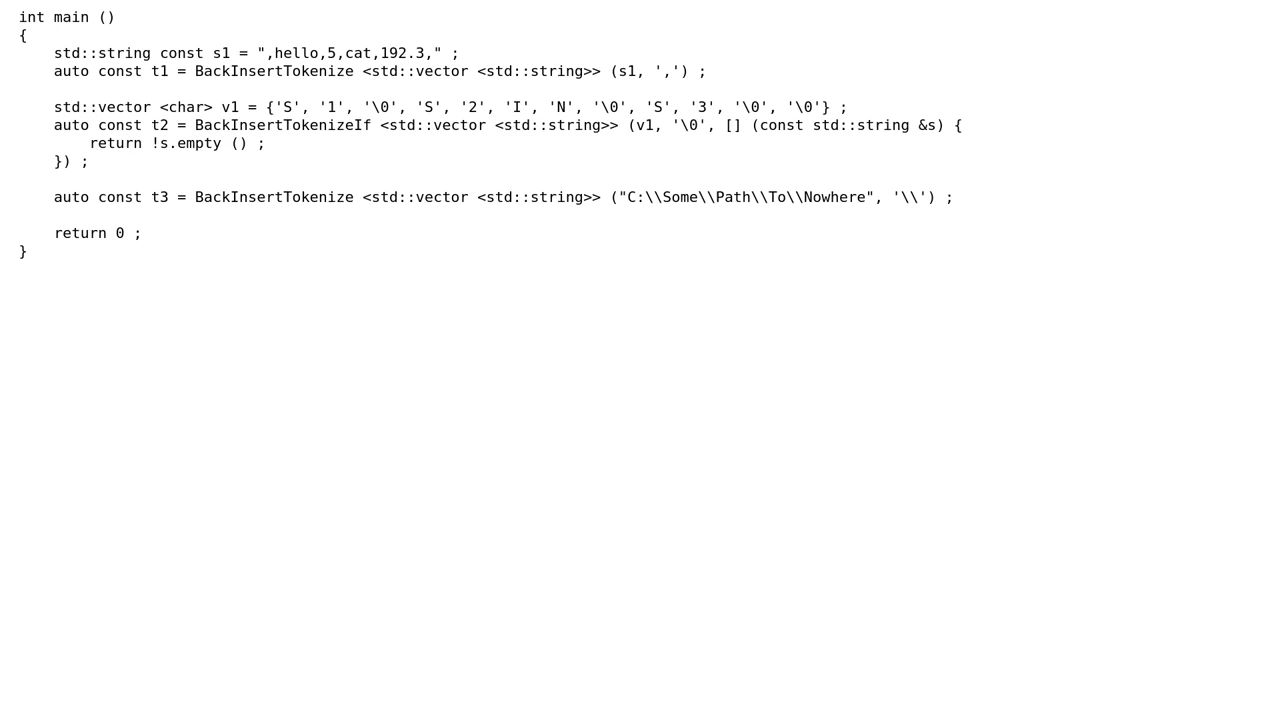 int main ()
{
    std::string const s1 = ",hello,5,cat,192.3," ;
    auto const t1 = BackInsertTokenize <std::vector <std::string>> (s1, ',') ;

    std::vector <char> v1 = {'S', '1', '\0', 'S', '2', 'I', 'N', '\0', 'S', '3', '\0', '\0'} ;
    auto const t2 = BackInsertTokenizeIf <std::vector <std::string>> (v1, '\0', [] (const std::string &s) {
        return !s.empty () ;
    }) ;

    auto const t3 = BackInsertTokenize <std::vector <std::string>> ("C:\\Some\\Path\\To\\Nowhere", '\\') ;

    return 0 ;
}